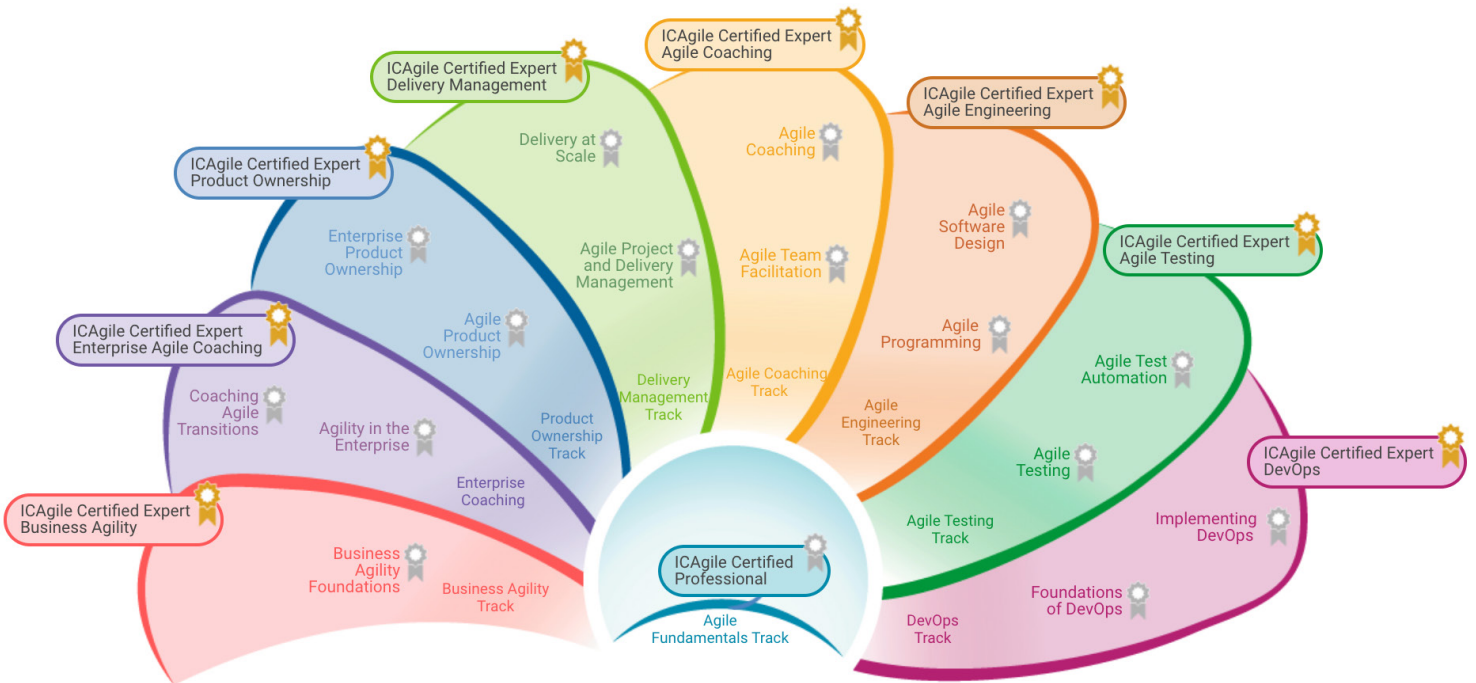 ICAgile Certified Expert
Business Agility
Business
Agility
Foundations
Business Agility
Track
ICAgile Certified Expert
Enterprise Agile Coaching
Coaching
Agile
Transitions
Agility in the
Enterprise
Enterprise
Coaching
ICAgile Certified Expert
Product Ownership
Enterprise
Product
Ownership
Agile
Product
Ownership
Product
Ownership
Track
ICAgile Certified Expert
Delivery Management
Delivery at
Scale
Agile Project
and Delivery
Management
Delivery
Management
Track
ICAgile Certified Expert
Agile Coaching
Agile
Coaching
Agile Team
Facilitation
Agile Coaching
Track
ICAgile Certified Expert
Agile Engineering
Agile
Software
Design
Agile
Programming
Agile
Engineering
Track
ICAgile Certified Expert
Agile Testing
Agile Test
Automation
Agile
Testing
Agile Testing
Track
ICAgile Certified Expert
DevOps
Implementing
DevOps
Foundations
of DevOps
DevOps
Track
ICAgile Certified
Professional
Agile
Fundamentals Track